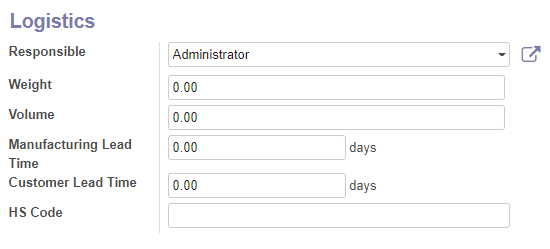 Logistics
Responsible
Administrator
Weight
0.00
Volume
0.00
Manufacturing Lead
Time
0.00 days
Customer Lead Time
0.00 days
HS Code